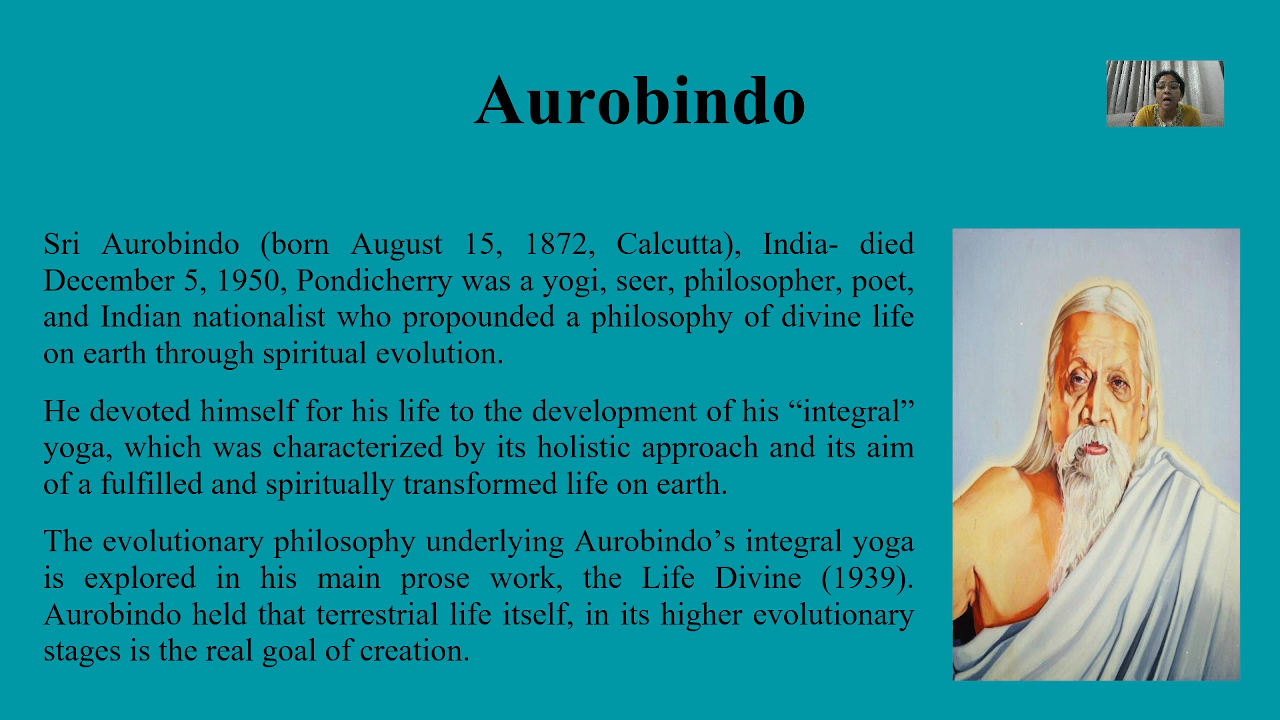 Aurobindo
Sri Aurobindo (born August 15, 1872, Calcutta), India- died
December 5, 1950, Pondicherry was a yogi, seer, philosopher, poet,
and Indian nationalist who propounded a philosophy of divine life
on earth through spiritual evolution.
He devoted himself for his life to the development of his “integral”
yoga, which was characterized by its holistic approach and its aim
of a fulfilled and spiritually transformed life on earth.
The evolutionary philosophy underlying Aurobindo’s integral yoga
is explored in his main prose work, the Life Divine (1939).
Aurobindo held that terrestrial life itself, in its higher evolutionary
stages is the real goal of creation.